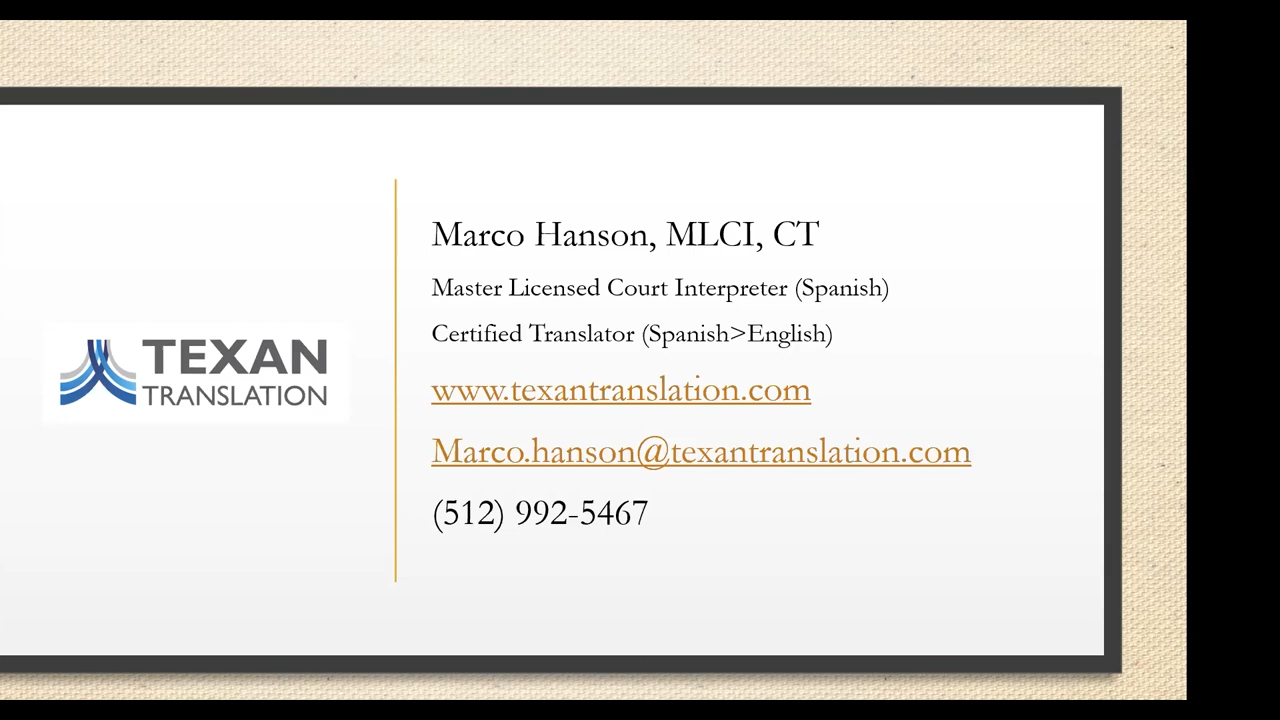 TEXAN
TRANSLATION
Marco Hanson, MLCI, CT
Master Licensed Court Interpreter (Spanish)
Certified Translator (Spanish>English)
www.texantranslation.com
Marco.hanson@texantranslation.com
(512) 992-5467